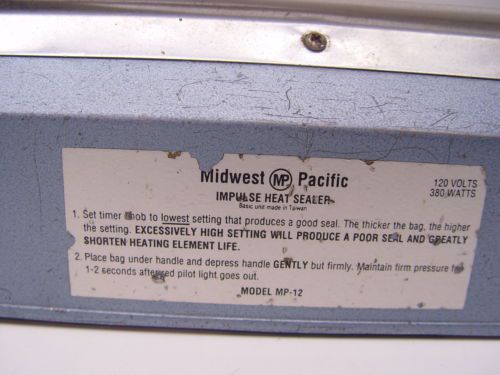 Midwest MP Pacific
120 VOLTS
380 WATTS
IMPULSE HEAT SEALER
Basic unit made in Taiwan
1. Set timer knob to lowest setting that produces a good seal. The thicker the bag, the higher
the setting. EXCESSIVELY HIGH SETTING WILL PRODUCE A POOR SEAL AND GREATLY
SHORTEN HEATING ELEMENT LIFE.
2. Place bag under handle and depress handle GENTLY but firmly. Maintain firm pressure for
1-2 seconds after red pilot light goes out.
MODEL MP-12